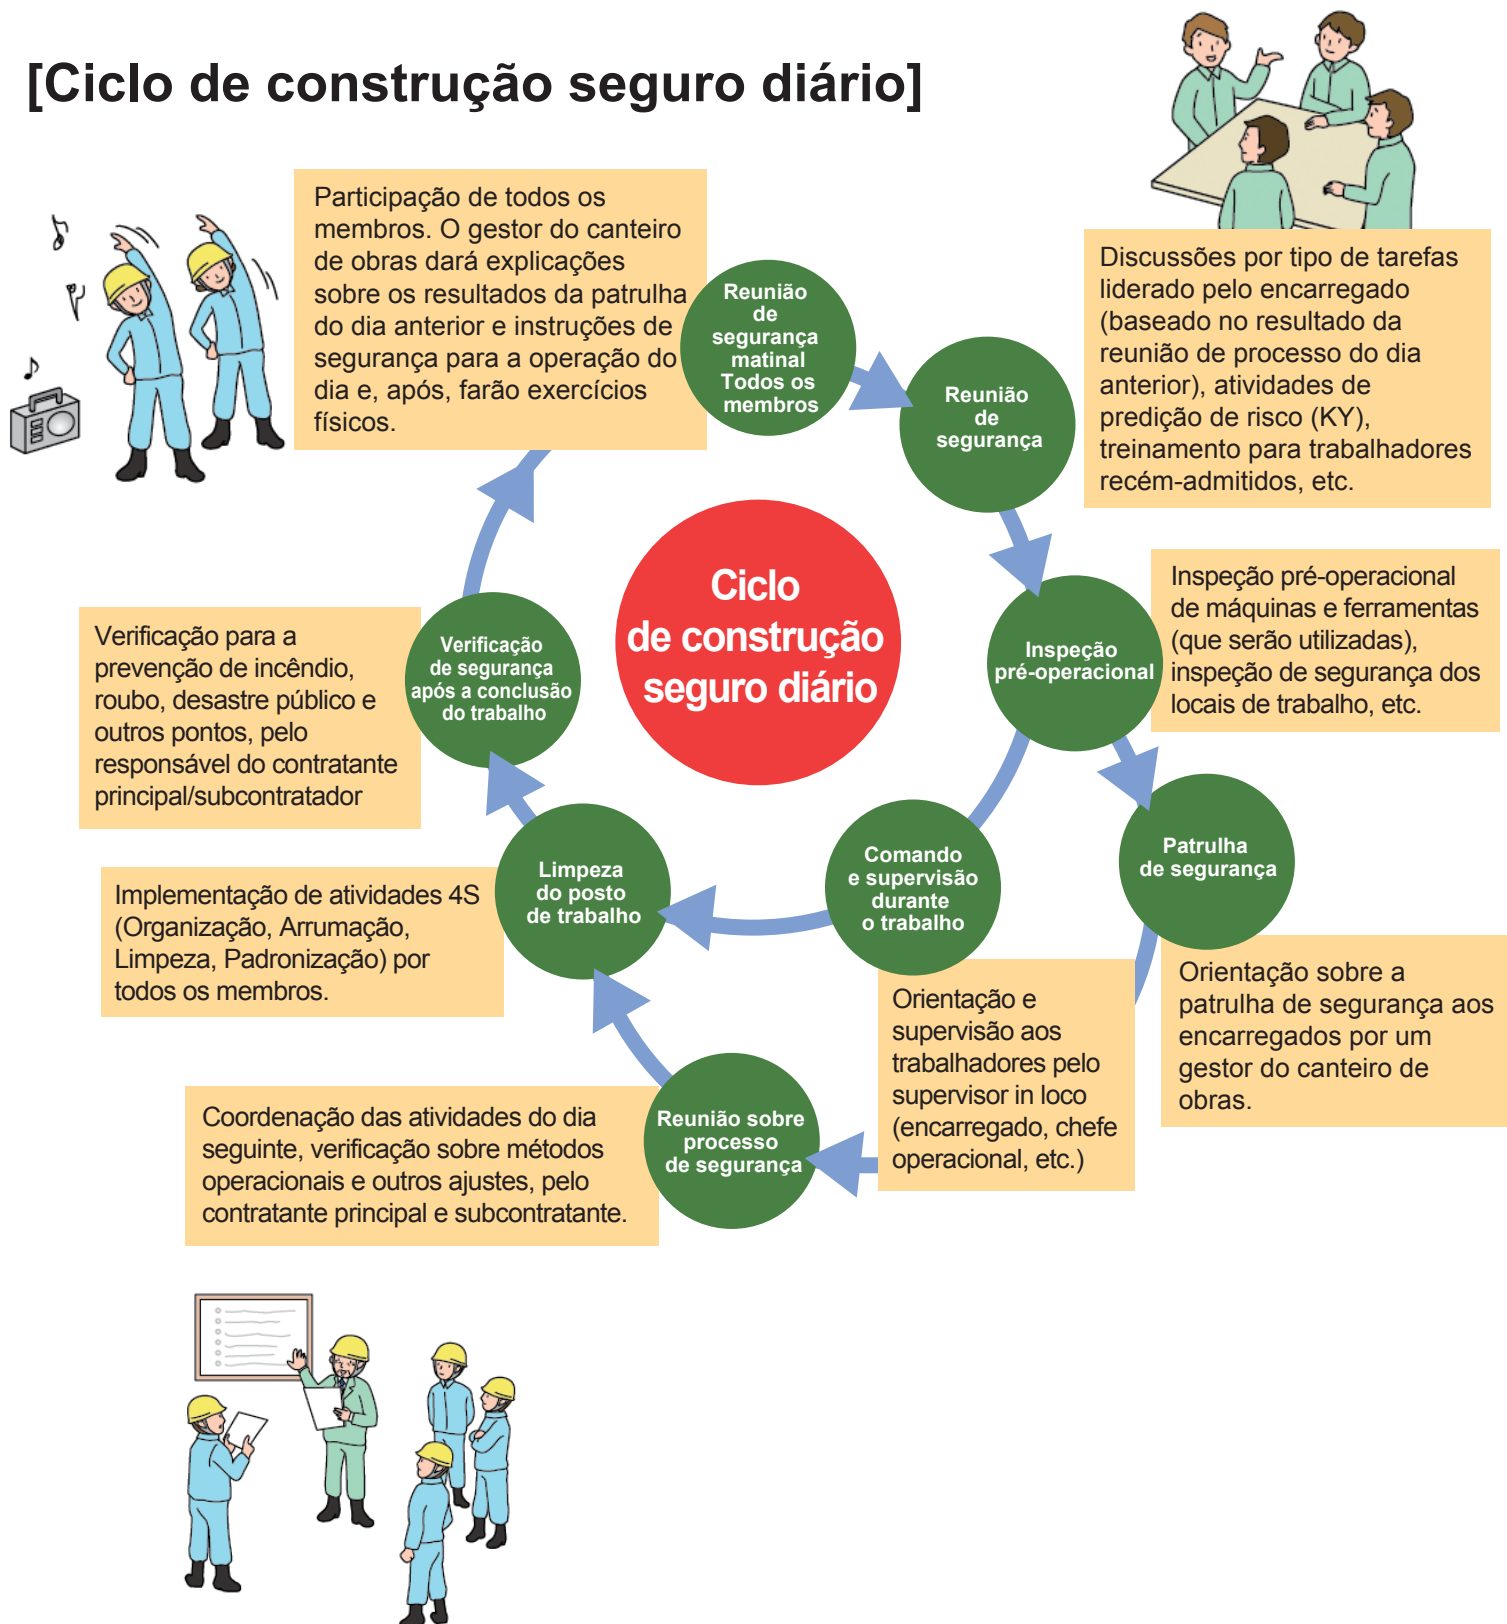 [Ciclo de construção seguro diário]
Participação de todos os
membros. O gestor do canteiro
de obras dará explicações
sobre os resultados da patrulha
do dia anterior e instruções de
segurança para a operação do
dia e, após, farão exercícios
físicos.
Reunião
de
segurança
matinal
Todos os
membros
Reunião
de
segurança
Discussões por tipo de tarefas
liderado pelo encarregado
(baseado no resultado da
reunião de processo do dia
anterior), atividades de
predição de risco (KY),
treinamento para trabalhadores
recém-admitidos, etc.
Ciclo
de construção
seguro diário
Inspeção
pré-operacional
Inspeção pré-operacional
de máquinas e ferramentas
(que serão utilizadas),
inspeção de segurança dos
locais de trabalho, etc.
Verificação para a
prevenção de incêndio,
roubo, desastre público e
outros pontos, pelo
responsável do contratante
principal/subcontratador
Verificação
de segurança
após a conclusão
do trabalho
Patrulha
de segurança
Orientação sobre a
patrulha de segurança aos
encarregados por um
gestor do canteiro de
obras.
Comando
e supervisão
durante
o trabalho
Orientação e
supervisão aos
trabalhadores pelo
supervisor in loco
(encarregado, chefe
operacional, etc.)
Limpeza
do posto
de trabalho
Implementação de atividades 4S
(Organização, Arrumação,
Limpeza, Padronização) por
todos os membros.
Reunião sobre
processo
de segurança
Coordenação das atividades do dia
seguinte, verificação sobre métodos
operacionais e outros ajustes, pelo
contratante principal e subcontratante.